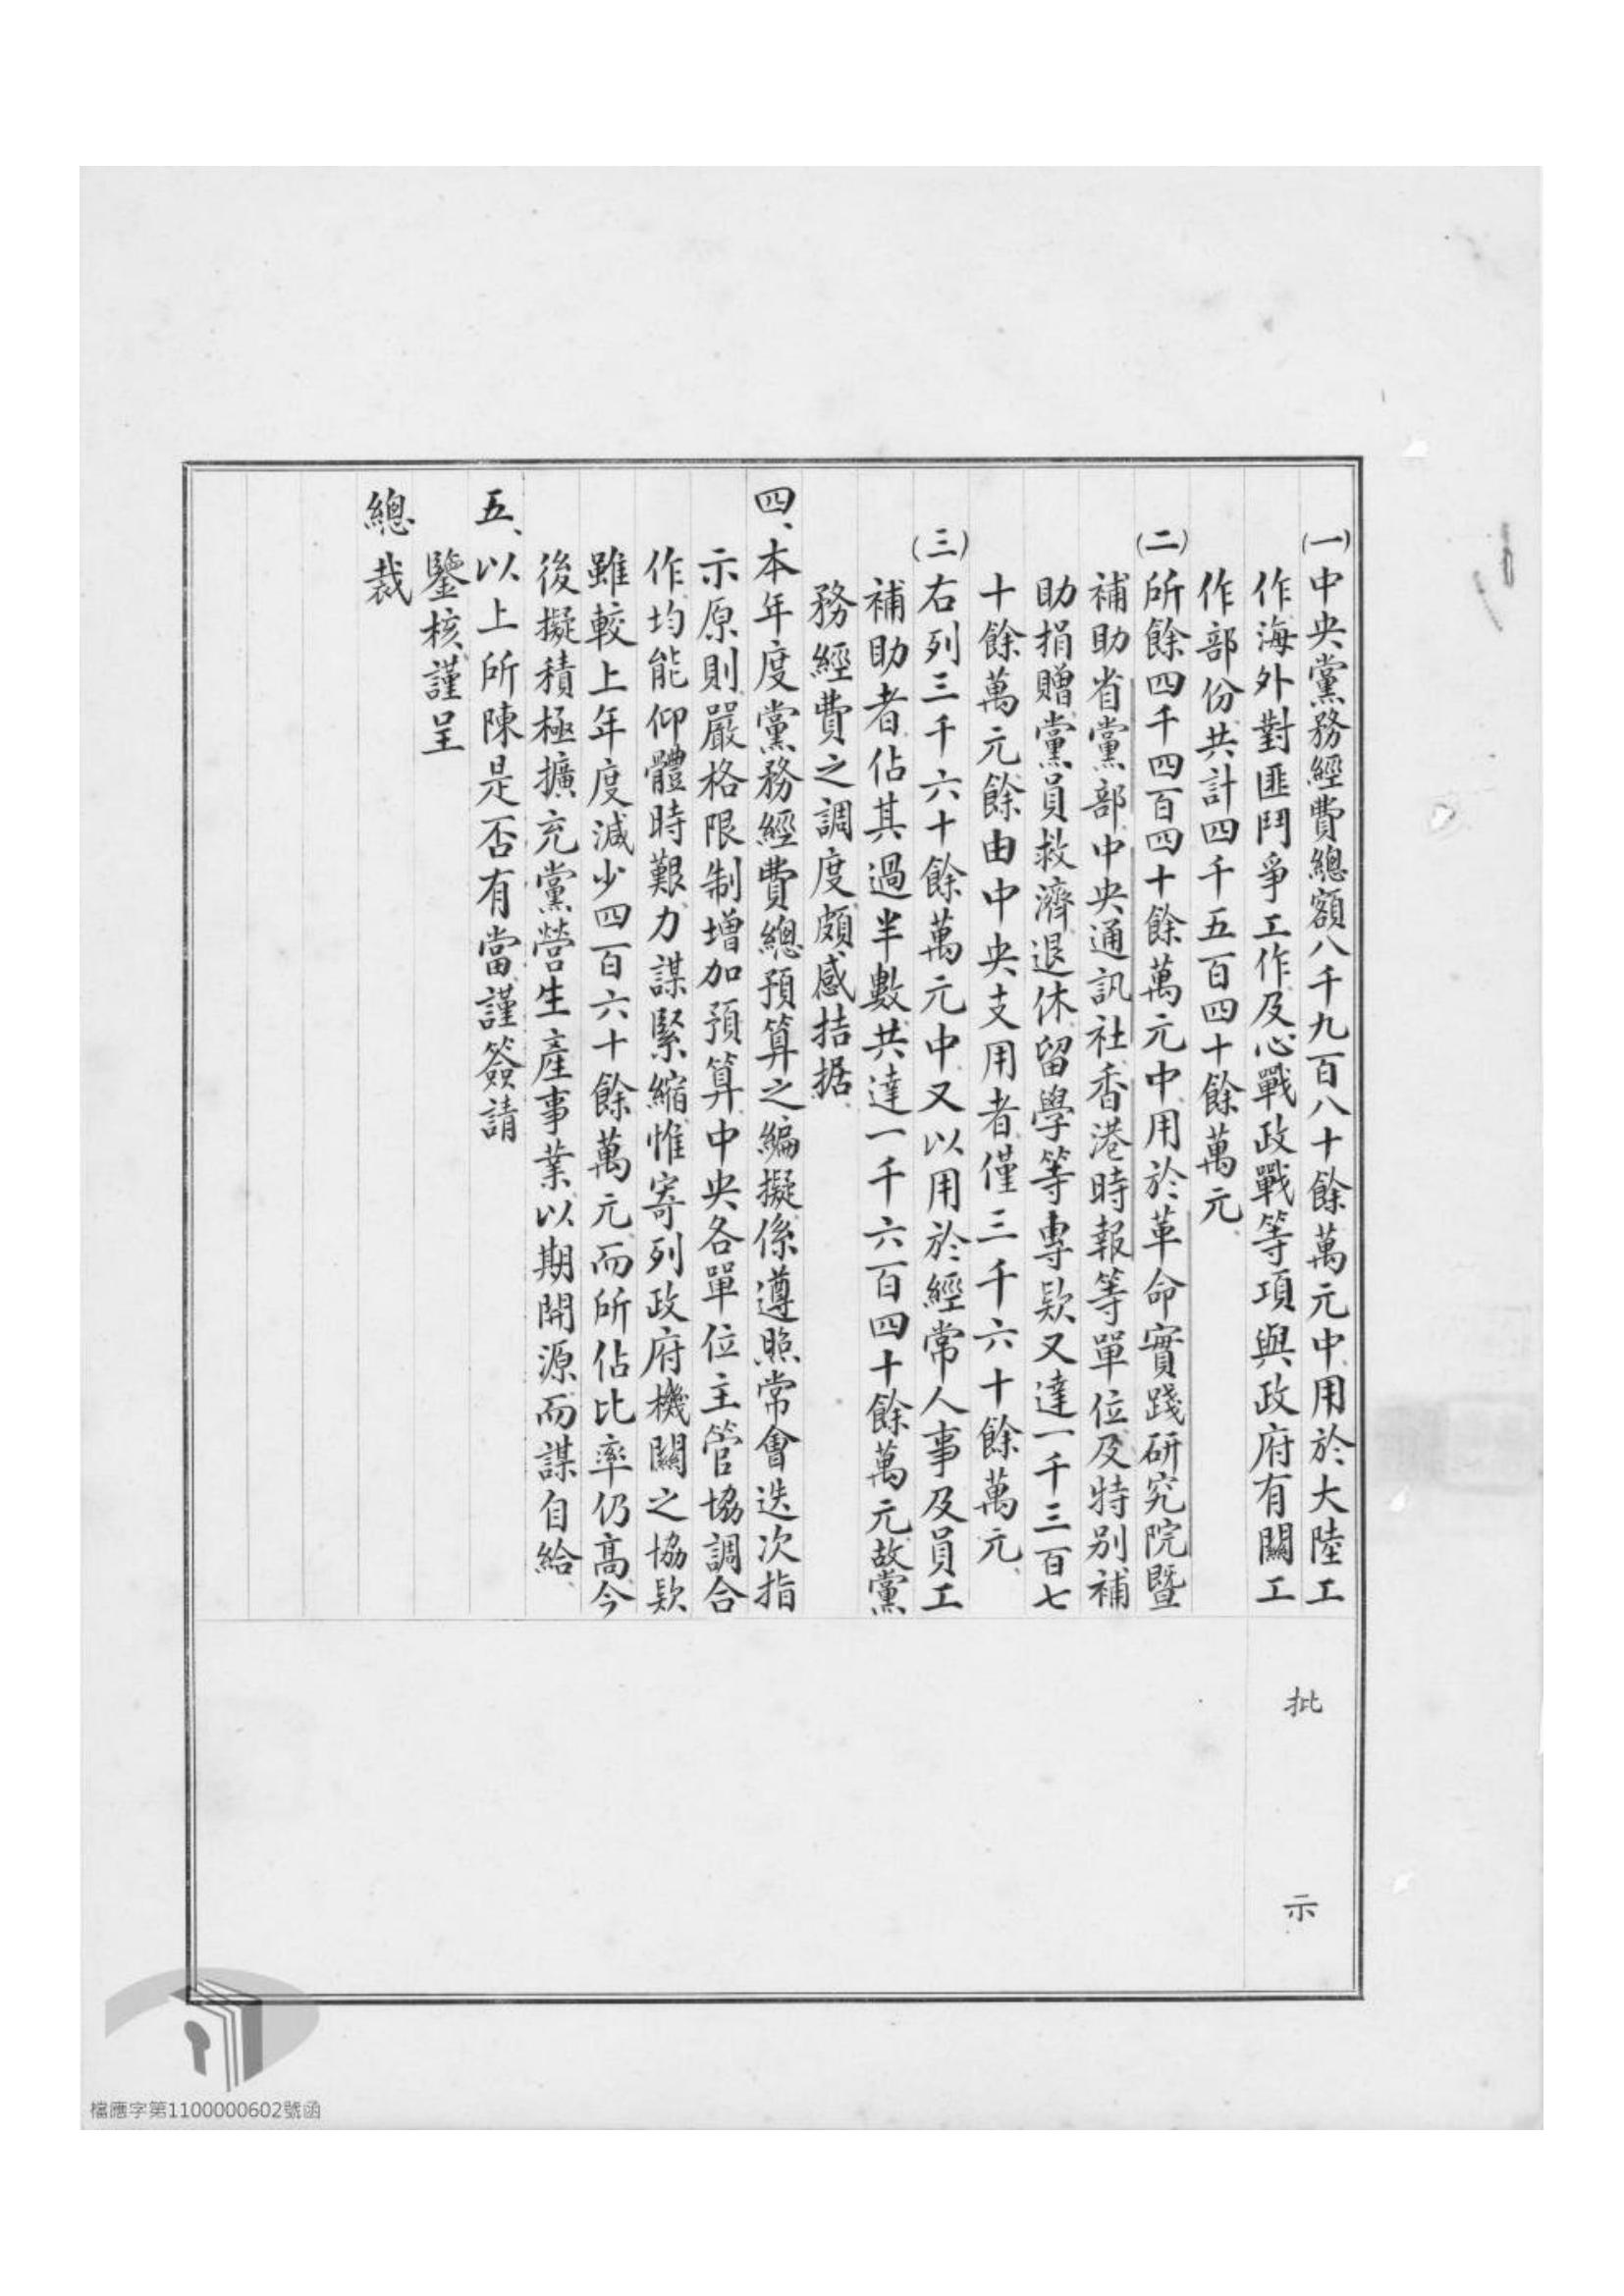 (一)中央黨務經費總額八千九百八十餘萬元中、用於大陸工
作、海外對匪鬥爭工作、及心戰政戰等項、與政府有關工
作部份、共計四千五百四十餘萬元、
(二)所餘四千四百四十餘萬元中、用於革命實踐研究院暨
補助省黨部、中央通訊社、香港時報等單位、及特別補
助捐贈、黨員救濟、退休、留學等專款、又達一千三百七
十餘萬元、餘由中央支用者、僅三千六十餘萬元、
(三)右列三千六十餘萬元中、又以用於經常人事及員工
補助者、佔其過半數、共達一千六百四十餘萬元、故黨
務經費之調度、頗感拮据、
四、本年度黨務經費總預算之編擬、係遵照常會迭次指
示原則、嚴格限制增加預算、中央各單位主管協調合
作、均能仰體時艱、力謀緊縮、惟寄列政府機關之協款
雖較上年度減少四百六十餘萬元、而所佔比率仍高、今
後擬積極擴充黨營生產事業、以期開源、而謀自給、
五、以上所陳、是否有當、謹簽請
鑒核、謹呈
總裁
批示
檔應字第1100000602號函